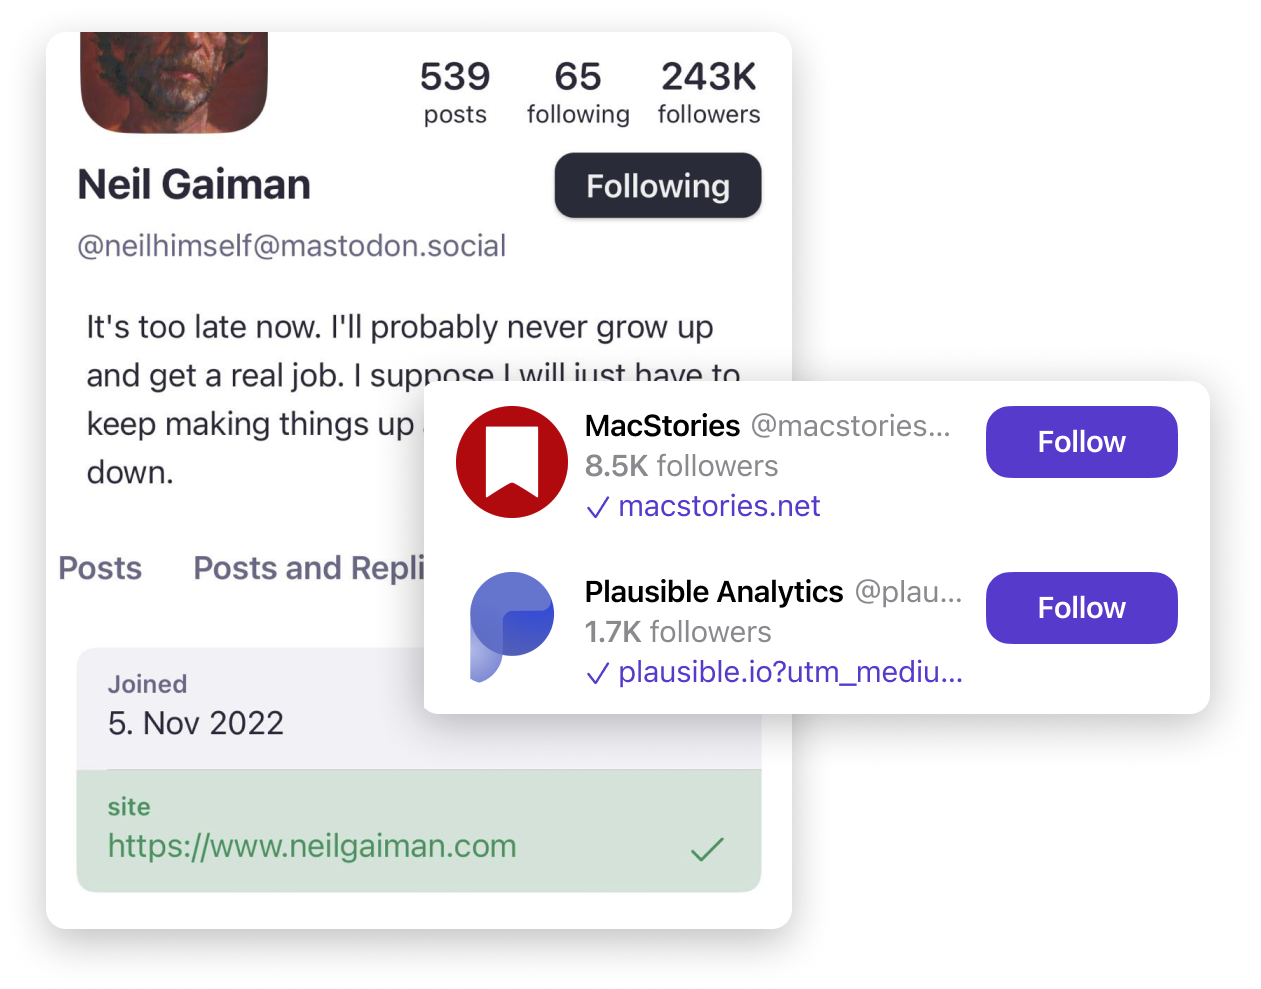 539 65 243K
posts following followers
Neil Gaiman
Following
@neilhimself@mastodon.social
It's too late now. I'll probably never grow up
and get a real job. I suppose I will just have to
keep making things up
down.
Posts Posts and Repli
Joined
5. Nov 2022
site
https://www.neilgaiman.com
MacStories @macstories...
8.5K followers
✓ macstories.net
Follow
Plausible Analytics @plau...
1.7K followers
✓ plausible.io?utm_mediu...
Follow